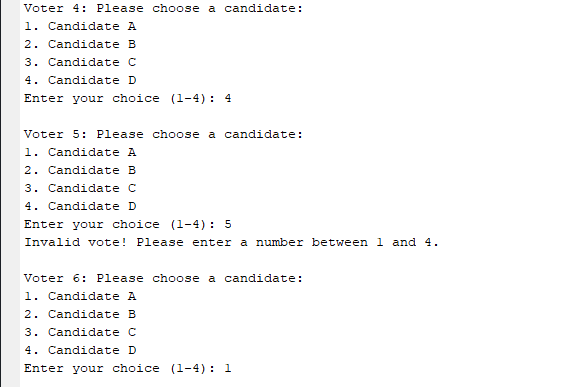 Voter 4: Please choose a candidate:
1. Candidate A
2. Candidate B
3. Candidate C
4. Candidate D
Enter your choice (1-4): 4
Voter 5: Please choose a candidate:
1. Candidate A
2. Candidate B
3. Candidate C
4. Candidate D
Enter your choice (1-4): 5
Invalid vote! Please enter a number between 1 and 4.
Voter 6: Please choose a candidate:
1. Candidate A
2. Candidate B
3. Candidate C
4. Candidate D
Enter your choice (1-4): 1